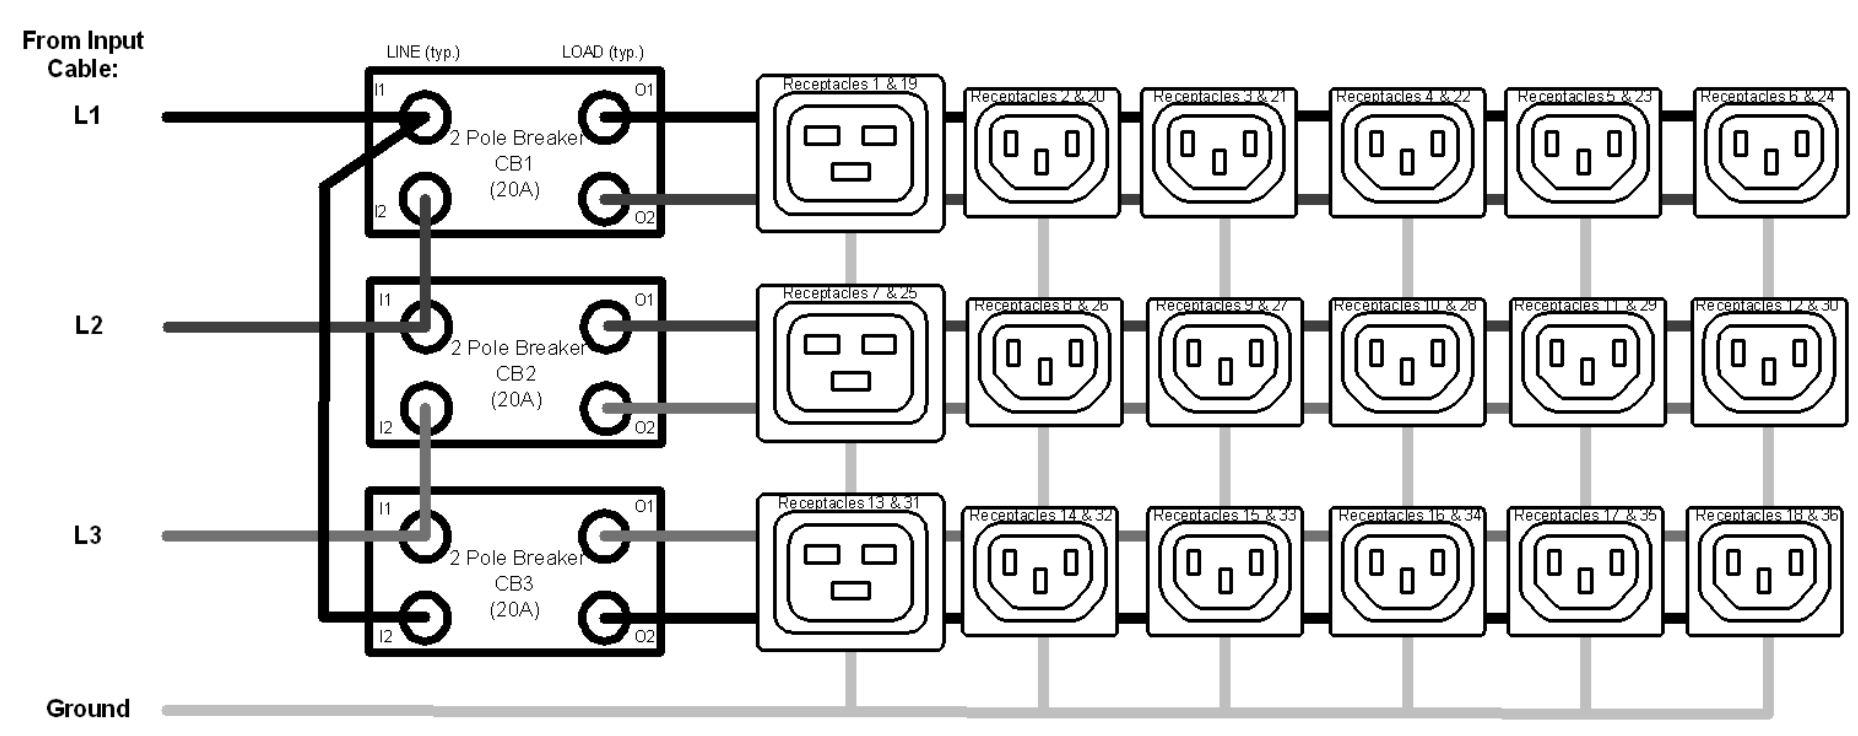 From Input
Cable:
LINE (typ.)
LOAD (typ.)
L1
I1
O1
2 Pole Breaker
CB1
(20A)
I2
O2
Receptacles 1 & 19
Receptacles 2 & 20
Receptacles 3 & 21
Receptacles 4 & 22
Receptacles 5 & 23
Receptacles 6 & 24
L2
I1
O1
2 Pole Breaker
CB2
(20A)
I2
O2
Receptacles 7 & 25
Receptacles 8 & 26
Receptacles 9 & 27
Receptacles 10 & 28
Receptacles 11 & 29
Receptacles 12 & 30
L3
I1
O1
2 Pole Breaker
CB3
(20A)
I2
O2
Receptacles 13 & 31
Receptacles 14 & 32
Receptacles 15 & 33
Receptacles 16 & 34
Receptacles 17 & 35
Receptacles 18 & 36
Ground